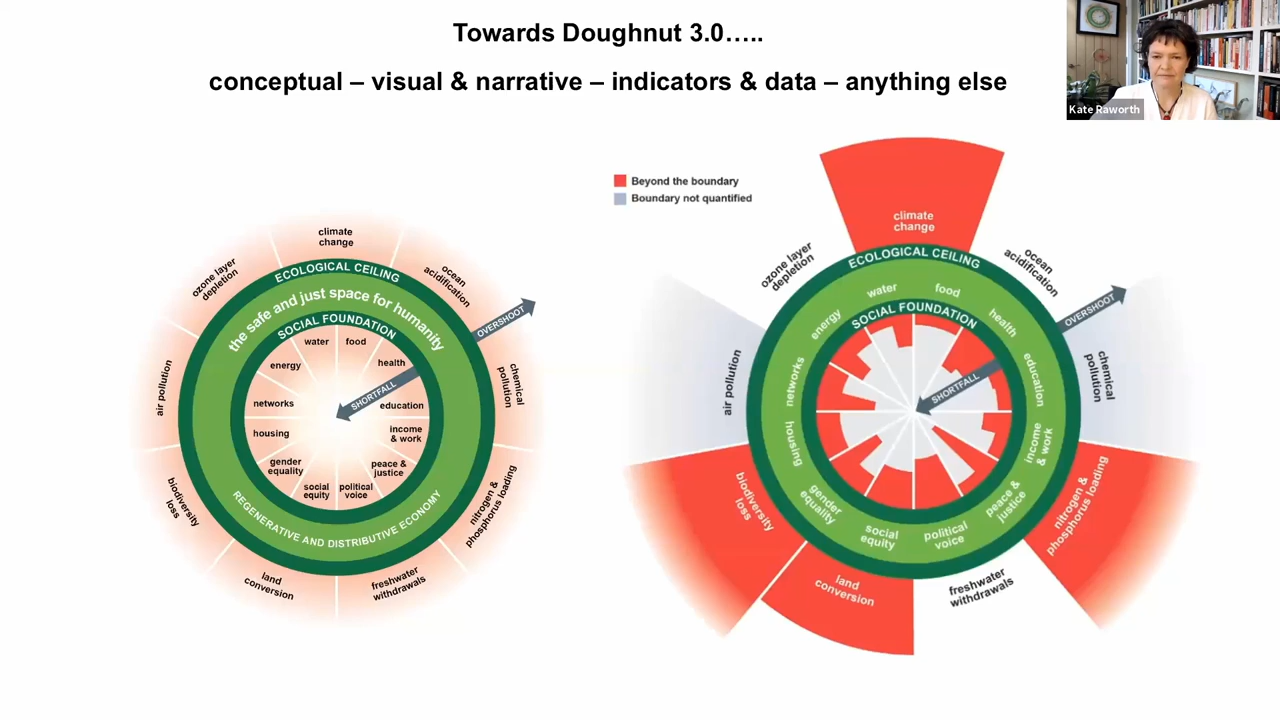 Towards Doughnut 3.0…..
conceptual – visual & narrative – indicators & data – anything else
Kate Raworth
climate
change
ozone layer
depletion
ocean
acidification
air pollution
chemical
pollution
biodiversity
loss
nitrogen &
phosphorus loading
land
conversion
freshwater
withdrawals
ECOLOGICAL CEILING
the safe and just space for humanity
SOCIAL FOUNDATION
OVERSHOOT
water
food
energy
health
SHORTFALL
networks
education
housing
income
& work
gender
equality
peace &
justice
social
equity
political
voice
REGENERATIVE AND DISTRIBUTIVE ECONOMY
Beyond the boundary
Boundary not quantified
climate
change
ozone layer
depletion
ocean
acidification
ECOLOGICAL CEILING
water
food
SOCIAL FOUNDATION
energy
health
OVERSHOOT
SHORTFALL
air pollution
networks
education
chemical
pollution
housing
income
& work
biodiversity
loss
gender
equality
peace &
justice
nitrogen &
phosphorus loading
social
equity
political
voice
land
conversion
freshwater
withdrawals